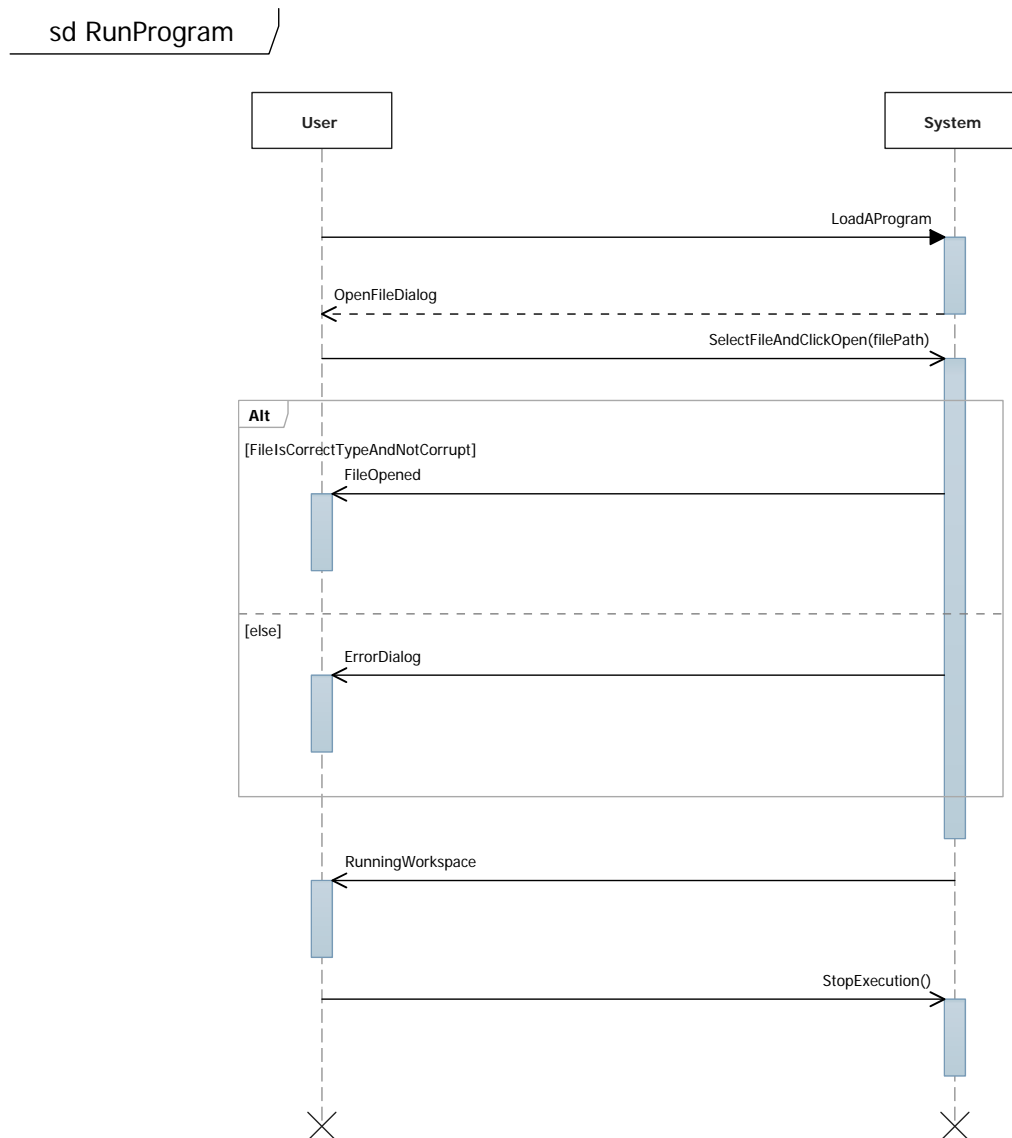 sd RunProgram
User
System
LoadAProgram
OpenFileDialog
SelectFileAndClickOpen(filePath)
Alt
[FileIsCorrectTypeAndNotCorrupt]
FileOpened
[else]
ErrorDialog
RunningWorkspace
StopExecution()